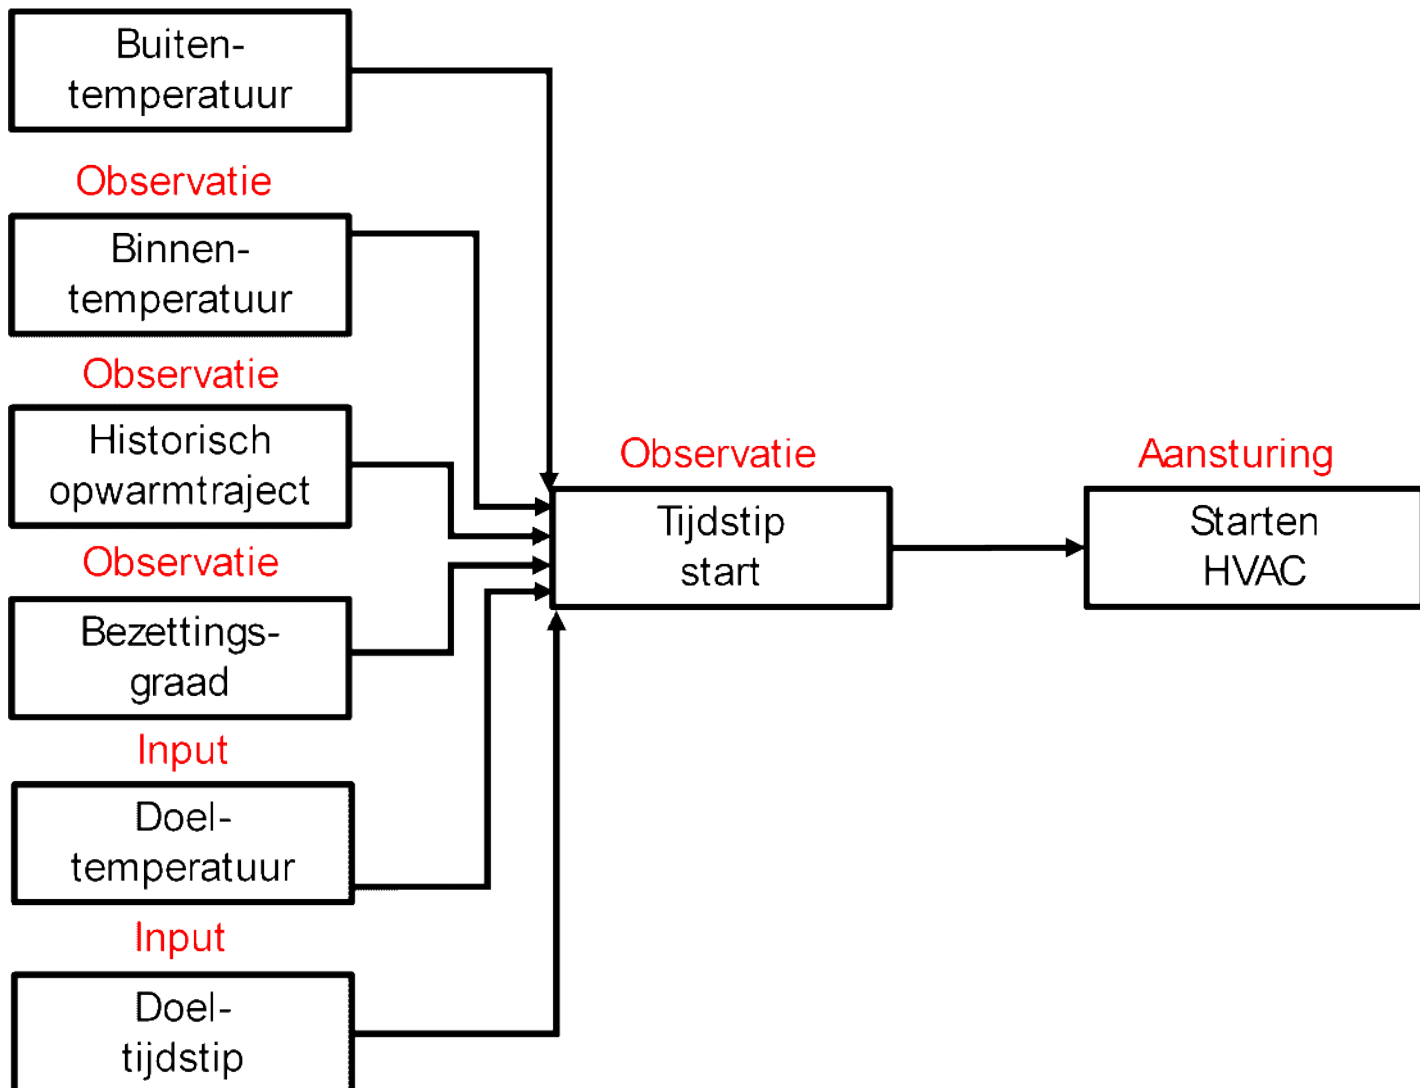 Buiten-
temperatuur
Observatie
Binnen-
temperatuur
Observatie
Historisch
opwarmtraject
Observatie
Bezettings-
graad
Input
Doel-
temperatuur
Input
Doel-
tijdstip
Observatie
Tijdstip
start
Aansturing
Starten
HVAC